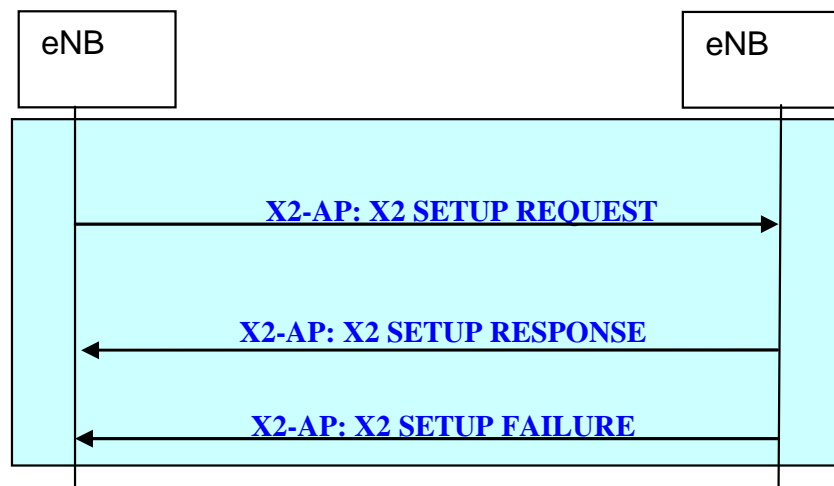 eNB
eNB
X2-AP: X2 SETUP REQUEST
X2-AP: X2 SETUP RESPONSE
X2-AP: X2 SETUP FAILURE